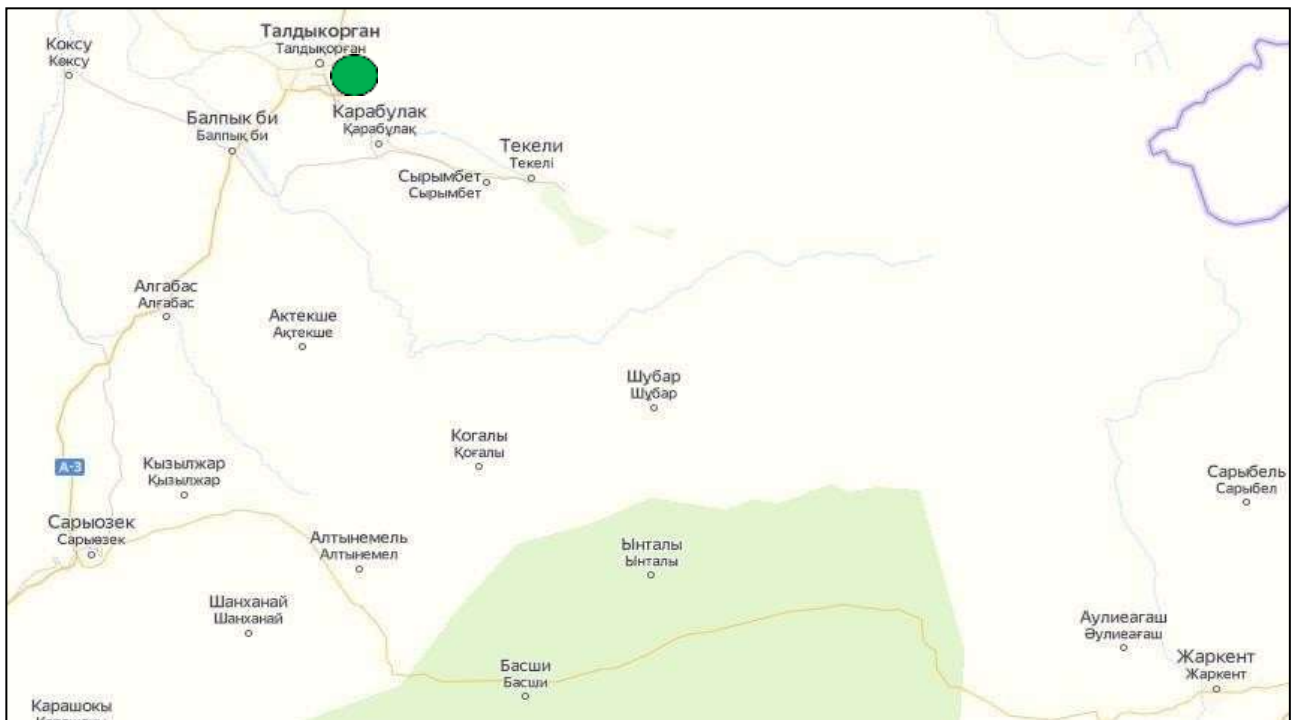 Талдыкорган
Талдықорған
Коксу
Көксу
Балпык би
Балпық би
Карабулак
Қарабұлақ
Текели
Текелі
Сырымбет
Сырымбет
Алгабас
Алғабас
Актекше
Ақтекше
Шубар
Шұбар
Когалы
Қоғалы
А-3
Кызылжар
Қызылжар
Сарыбель
Сарыбел
Сарыозек
Сарыөзек
Алтынемель
Алтынемел
Ынталы
Ынталы
Шанханай
Шанханай
Аулиеагаш
Әулиеағаш
Басши
Басши
Жаркент
Жаркент
Карашокы